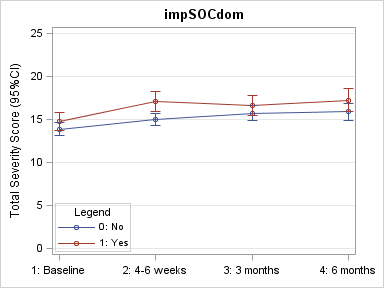 impSOCdom
Total Severity Score (95%CI)
25
20
15
10
5
0
Legend
0: No
1: Yes
1: Baseline
2: 4-6 weeks
3: 3 months
4: 6 months